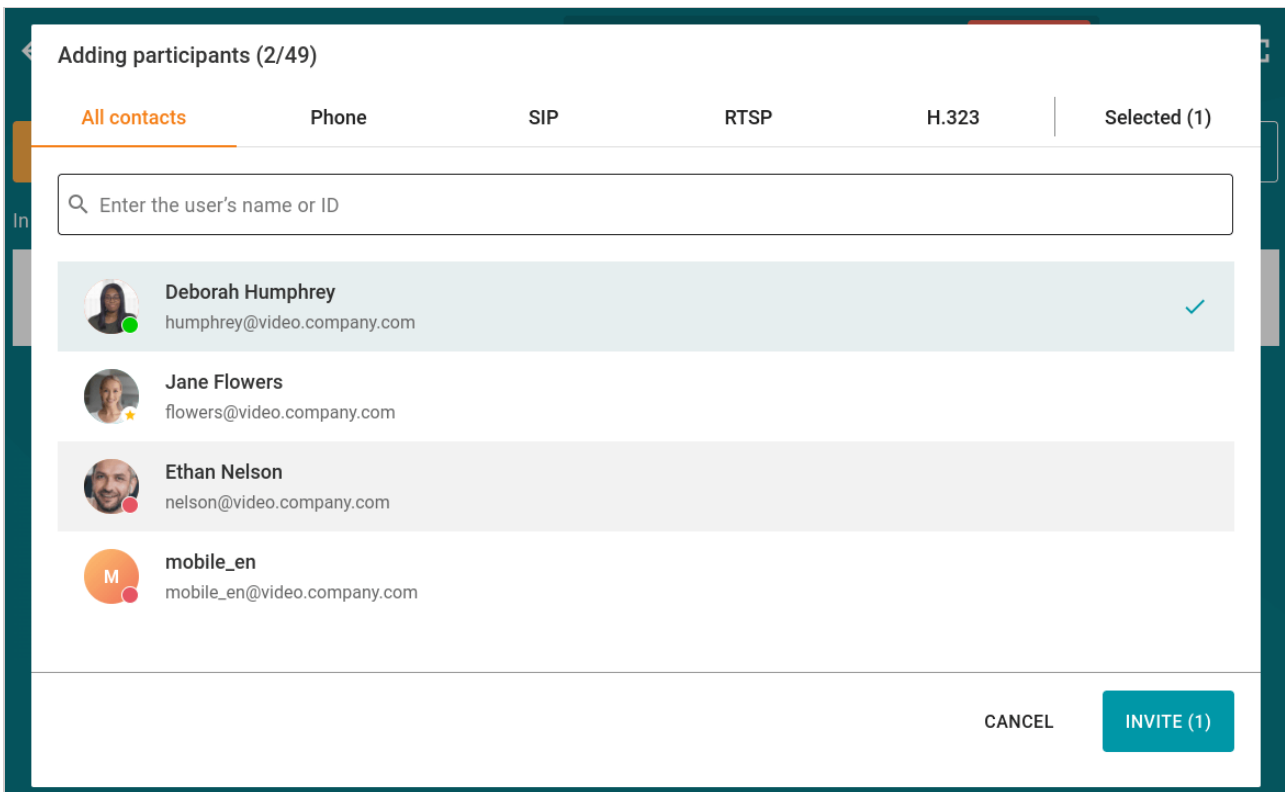 Adding participants (2/49)
All contacts Phone SIP RTSP H.323 Selected (1)
Enter the user’s name or ID
In
Deborah Humphrey
humphrey@video.company.com
Jane Flowers
flowers@video.company.com
Ethan Nelson
nelson@video.company.com
M
mobile_en
mobile_en@video.company.com
CANCEL INVITE (1)